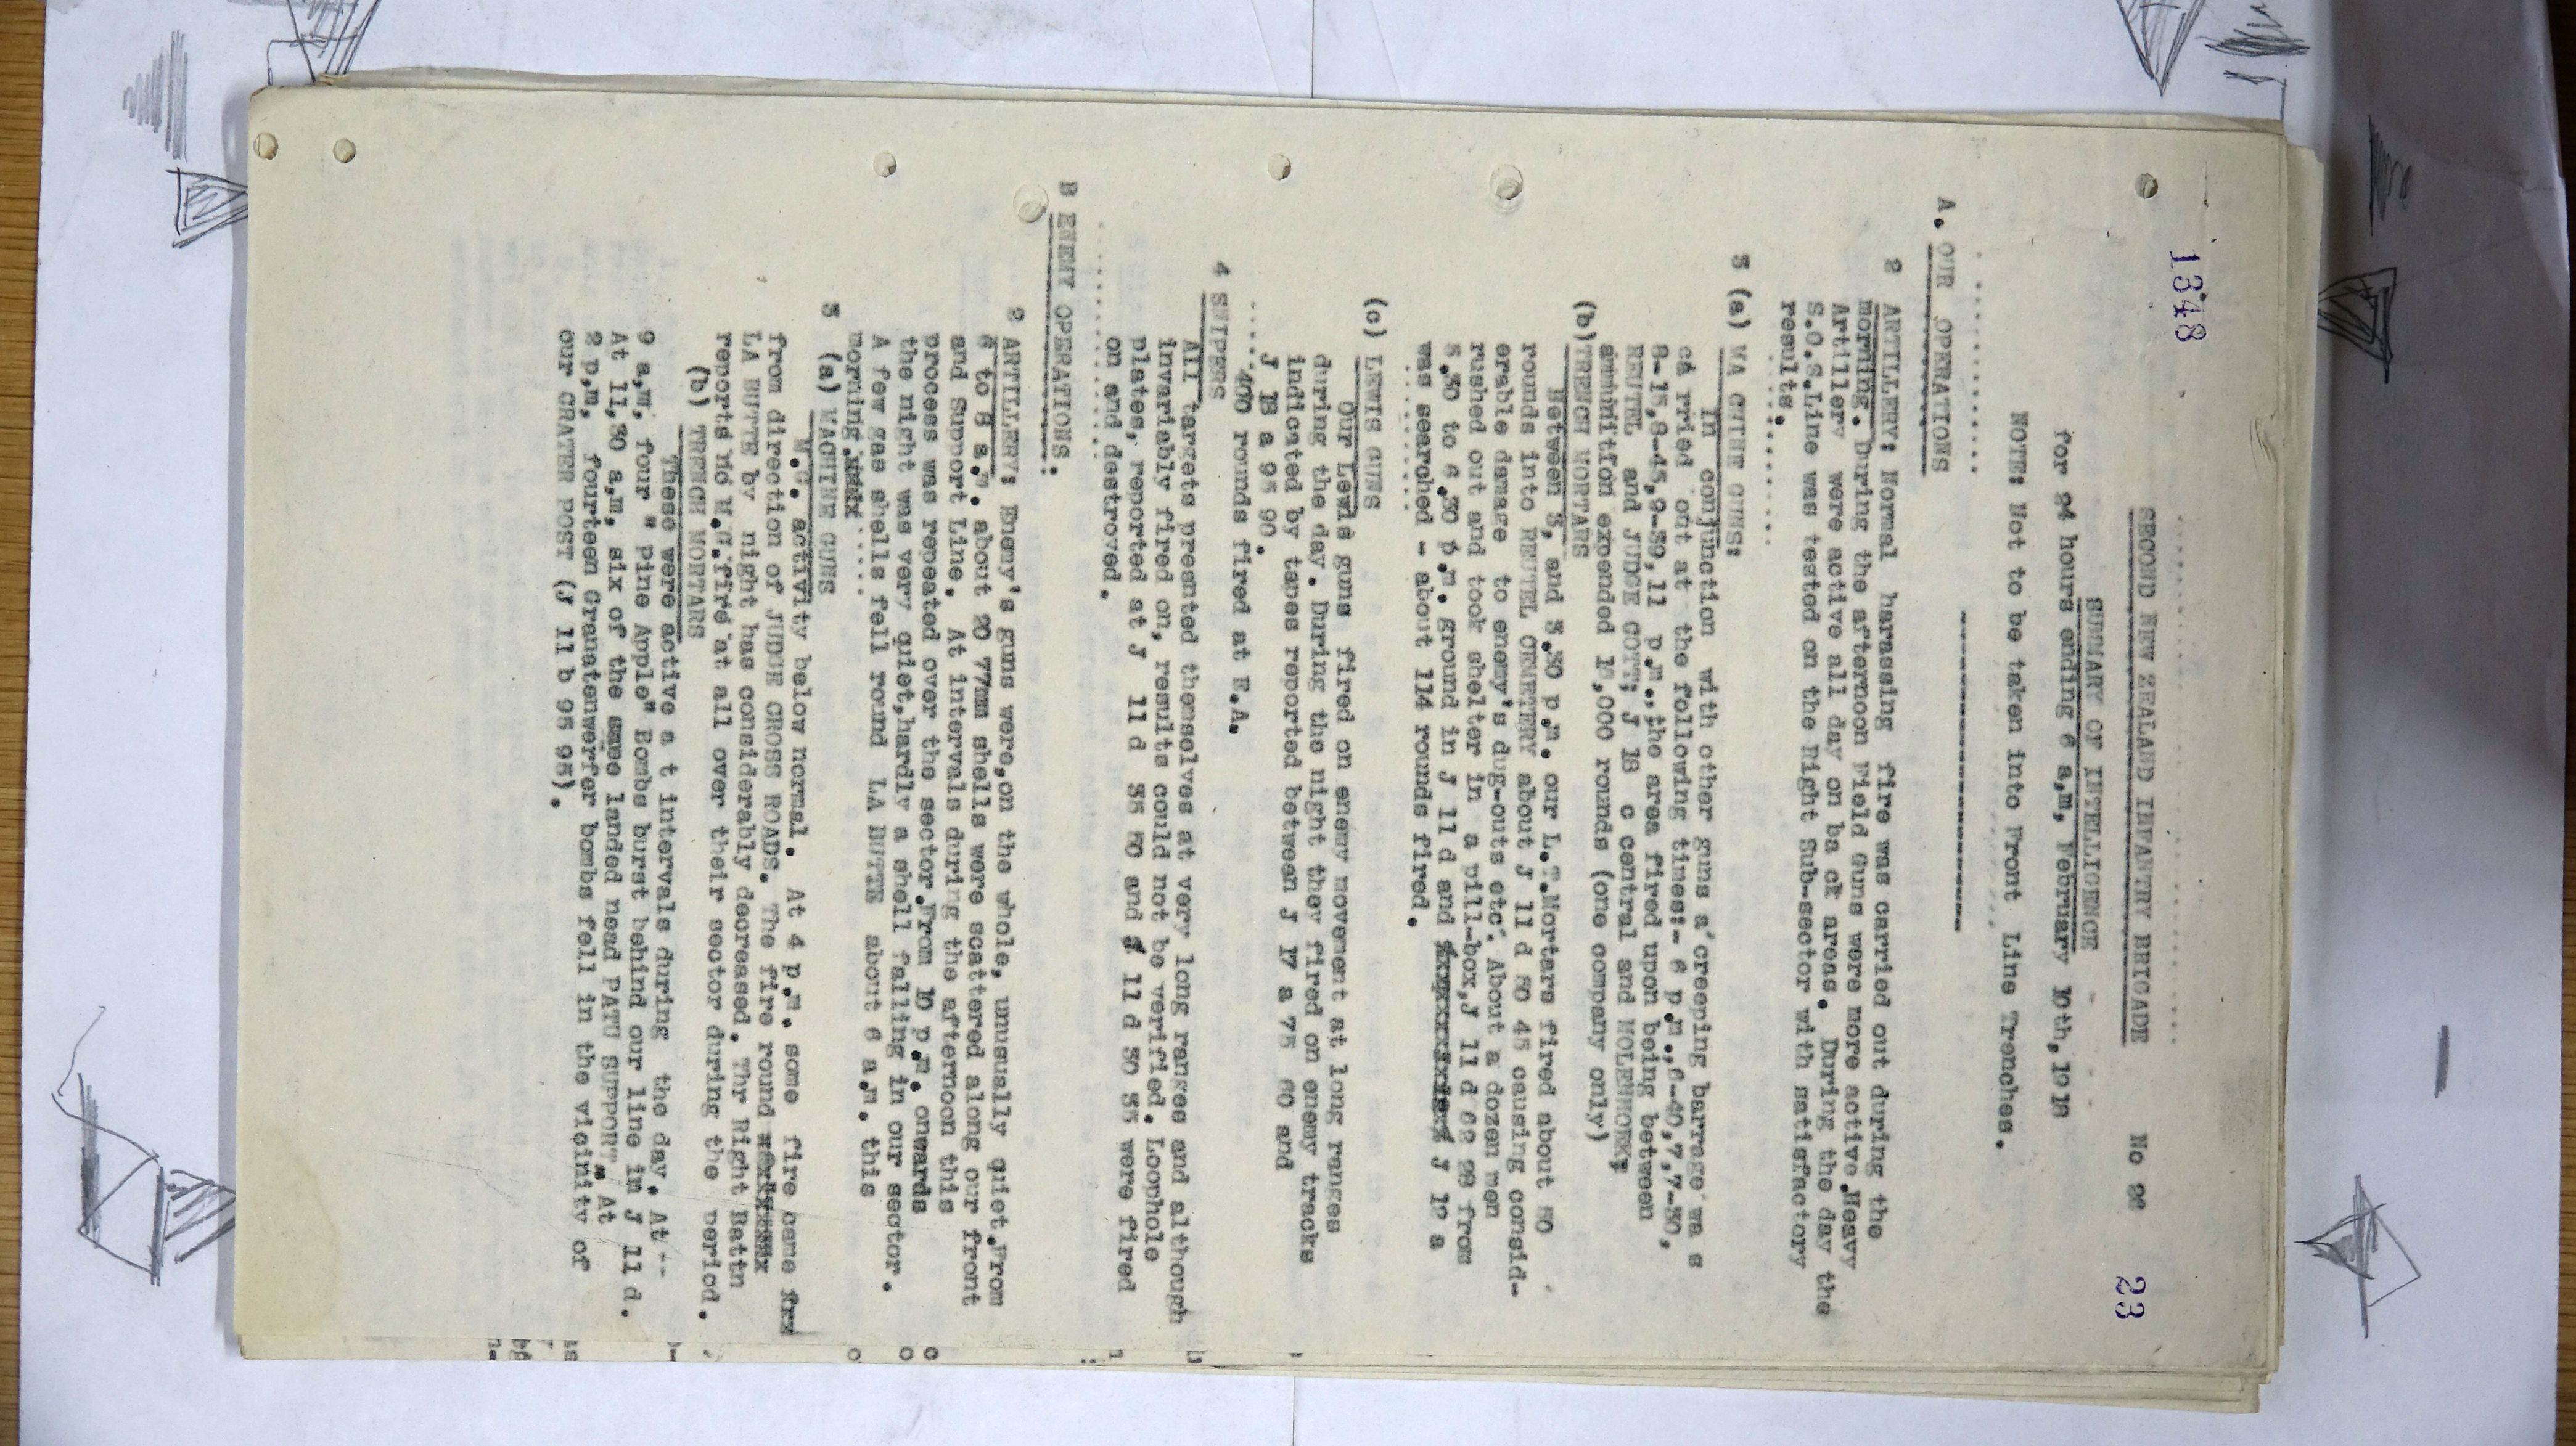 1348
SECOND NEW ZEALAND INFANTRY BRIGADE No 22 23
SUMMARY OF INTELLIGENCE
for 24 hours ending 6 a,m, February 10th, 1918
NOTE: Not to be taken into Front Line Trenches.
A. OUR OPERATIONS
2 ARTILLERY: Normal harassing fire was carried out during the
morning. During the afternoon Field Guns were more active.Heavy
Artillery were active all day on ba ck areas. During the day the
S.O.S.Line was tested on the Right Sub-sector with satisfactory
results.
3 (a) MA CHINE GUNS:
In conjunction with other guns a creeping barrage wa s
ca rried out at the following times:- 6 p.m.,6-40,7,7-30,
8-15,8-45,9-39,11 p.m.,the area fired upon being between
REUTEL and JUDGE COTT; J 18 c central and MOLENHOEK;
ammunition expended 18,000 rounds (one company only)
(b)TRENCH MORTARS
Between 3, and 3.30 p.m. our L.T.Mortars fired about 50
rounds into REUTEL CEMETERY about J 11 d 50 45 causing consid-
erable damage to enemy's dug-outs etc. About a dozen men
rushed out and took shelter in a pill-box,J 11 d 62 28 from
5.30 to 6.30 p.m. ground in J 11 d and J 12 a
was searched - about 114 rounds fired.
(c) LEWIS GUNS
Our Lewis guns fired on enemy movement at long ranges
during the day. During the night they fired on enemy tracks
indicated by tapes reported between J 17 a 75 60 and
J 18 a 95 90.
400 rounds fired at E.A.
4 SNIPERS
All targets presnted themselves at very long ranges and although
invariably fired on, results could not be verified. Loophole
plates, reported at J 11 d 35 50 and J 11 d 30 35 were fired
on and destroyed.
B ENEMY OPERATIONS:
2 ARTILLERY: Enemy's guns were,on the whole, unusually quiet.From
to 8 a.m. about 20 77mm shells were scattered along our front
and Support Line. At intervals during the afternoon this
process was repeated over the sector.From 10 p.m. onwards
the night was very quiet,hardly a shell falling in our sector.
A few gas shells fell round LA BUTTE about 6 a.m. this
morning.
3 (a) MACHINE GUNS
M.G. activity below normal. At 4 p.m. some fire came
from direction of JUDGE CROSS ROADS. The fire round
LA BUTTE by night has considerably decreased. Thr Right Battn
reports no M.G.fire at all over their sector during the period.
(b) TRENCH MORTARS
These were active a t intervals during the day. At --
9 a,m, four " Pine Apple" Bombs burst behind our line in J 11 d.
At 11,30 a,m, six of the same landed nead PATU SUPPORT. At
2 p,m, fourteen Granatenwerfer bombs fell in the vicinity of
our CRATER POST (J 11 b 95 95).